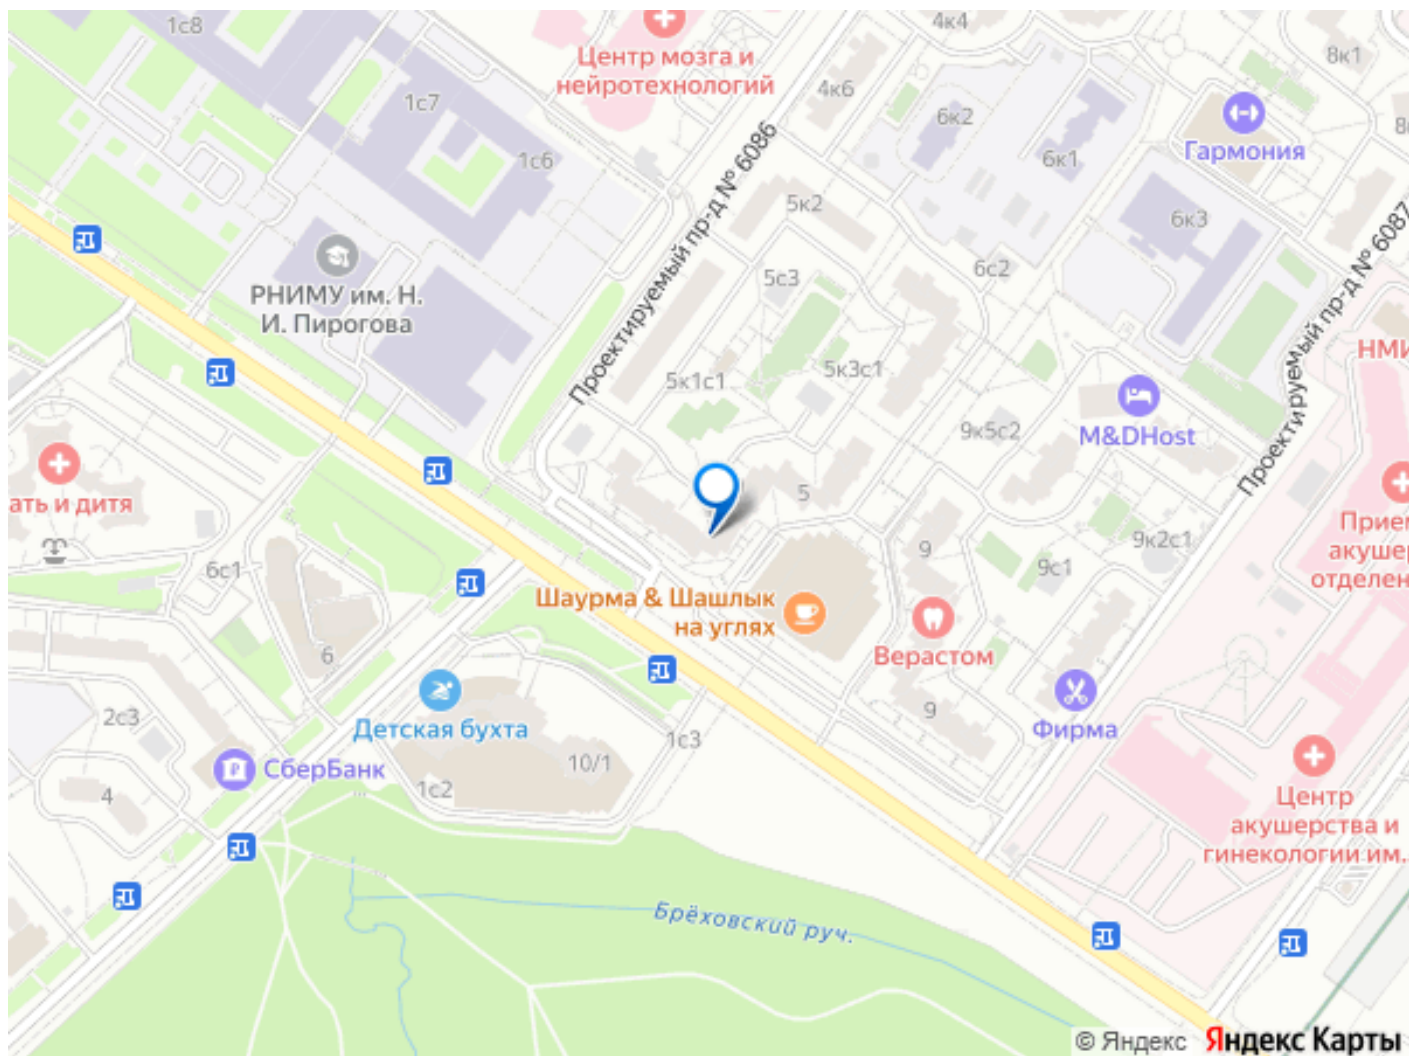 1с8
4к4
Центр мозга и
нейротехнологий
8к1
1с7
4к6
6к2
Гармония
1с6
6к1
Проектируемый пр-д № 6086
5к2
6к3
Проектируемый пр-д № 6087
РНИМУ им. Н.
И. Пирогова
5с3
6с2
НМИ
5к1с1
5к3с1
M&DHost
9к5с2
ать и дитя
5
Прием
акушер
отделен
6с1
9
9с1
9к2с1
Шаурма & Шашлык
на углях
6
Верастом
2с3
Детская бухта
1с3
9
Фирма
СберБанк
10/1
1с2
4
Центр
акушерства и
гинекологии им.
Брёховский руч.
© Яндекс Яндекс Карты